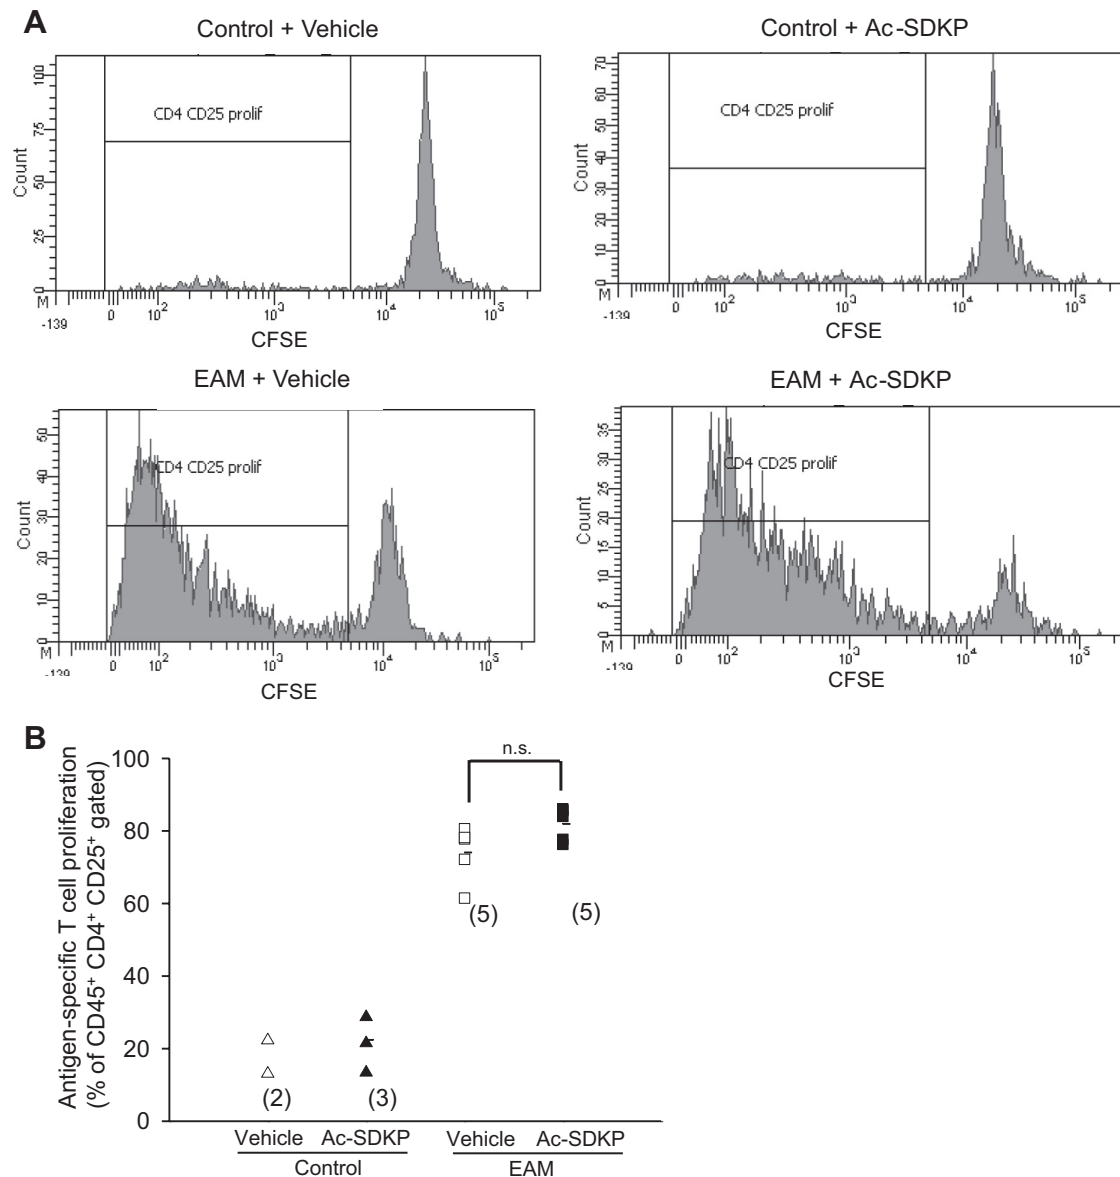 A
Control + Vehicle
Control + Ac-SDKP
Count
100
75
50
25
0
CD4 CD25 prolif
M
-139
0 10² 10³ 10⁴ 10⁵
CFSE
Count
70
60
50
40
30
20
10
0
CD4 CD25 prolif
M
-139
0 10² 10³ 10⁴ 10⁵
CFSE
EAM + Vehicle
EAM + Ac-SDKP
Count
50
40
30
20
10
0
CD4 CD25 prolif
M
-139
0 10² 10³ 10⁴ 10⁵
CFSE
Count
35
30
25
20
15
10
5
0
CD4 CD25 prolif
M
-139
0 10² 10³ 10⁴ 10⁵
CFSE
B
Antigen-specific T cell proliferation
(% of CD45⁺ CD4⁺ CD25⁺ gated)
100
80
60
40
20
0
n.s.
(2)
(3)
(5)
(5)
Vehicle Ac-SDKP Vehicle Ac-SDKP
Control EAM